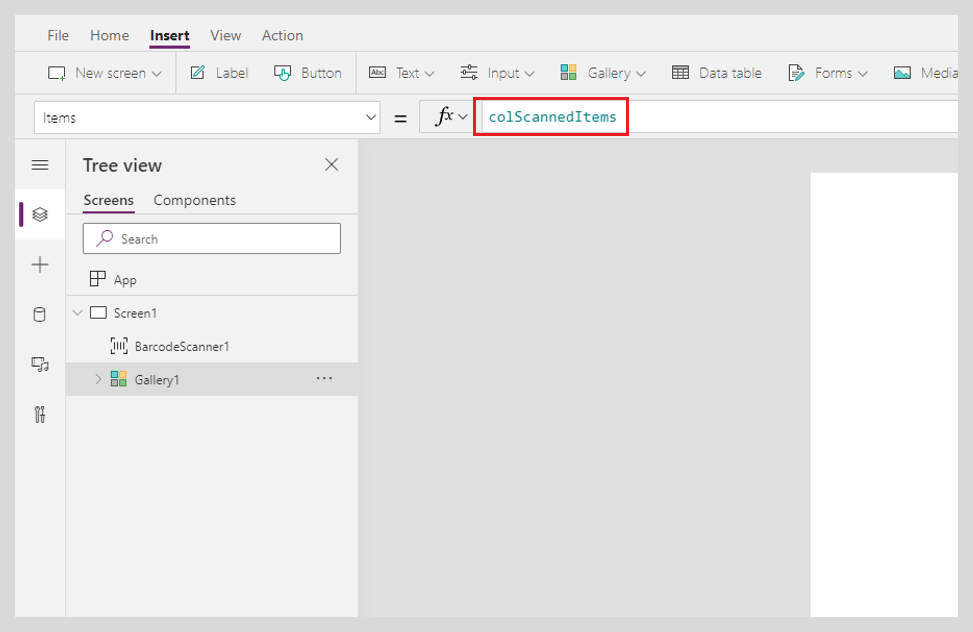 File Home Insert View Action
New screen Label Button Abc Text Input Gallery Data table Forms Media
Items = fx colScannedItems
Tree view
Screens Components
Search
App
Screen1
BarcodeScanner1
Gallery1 ...